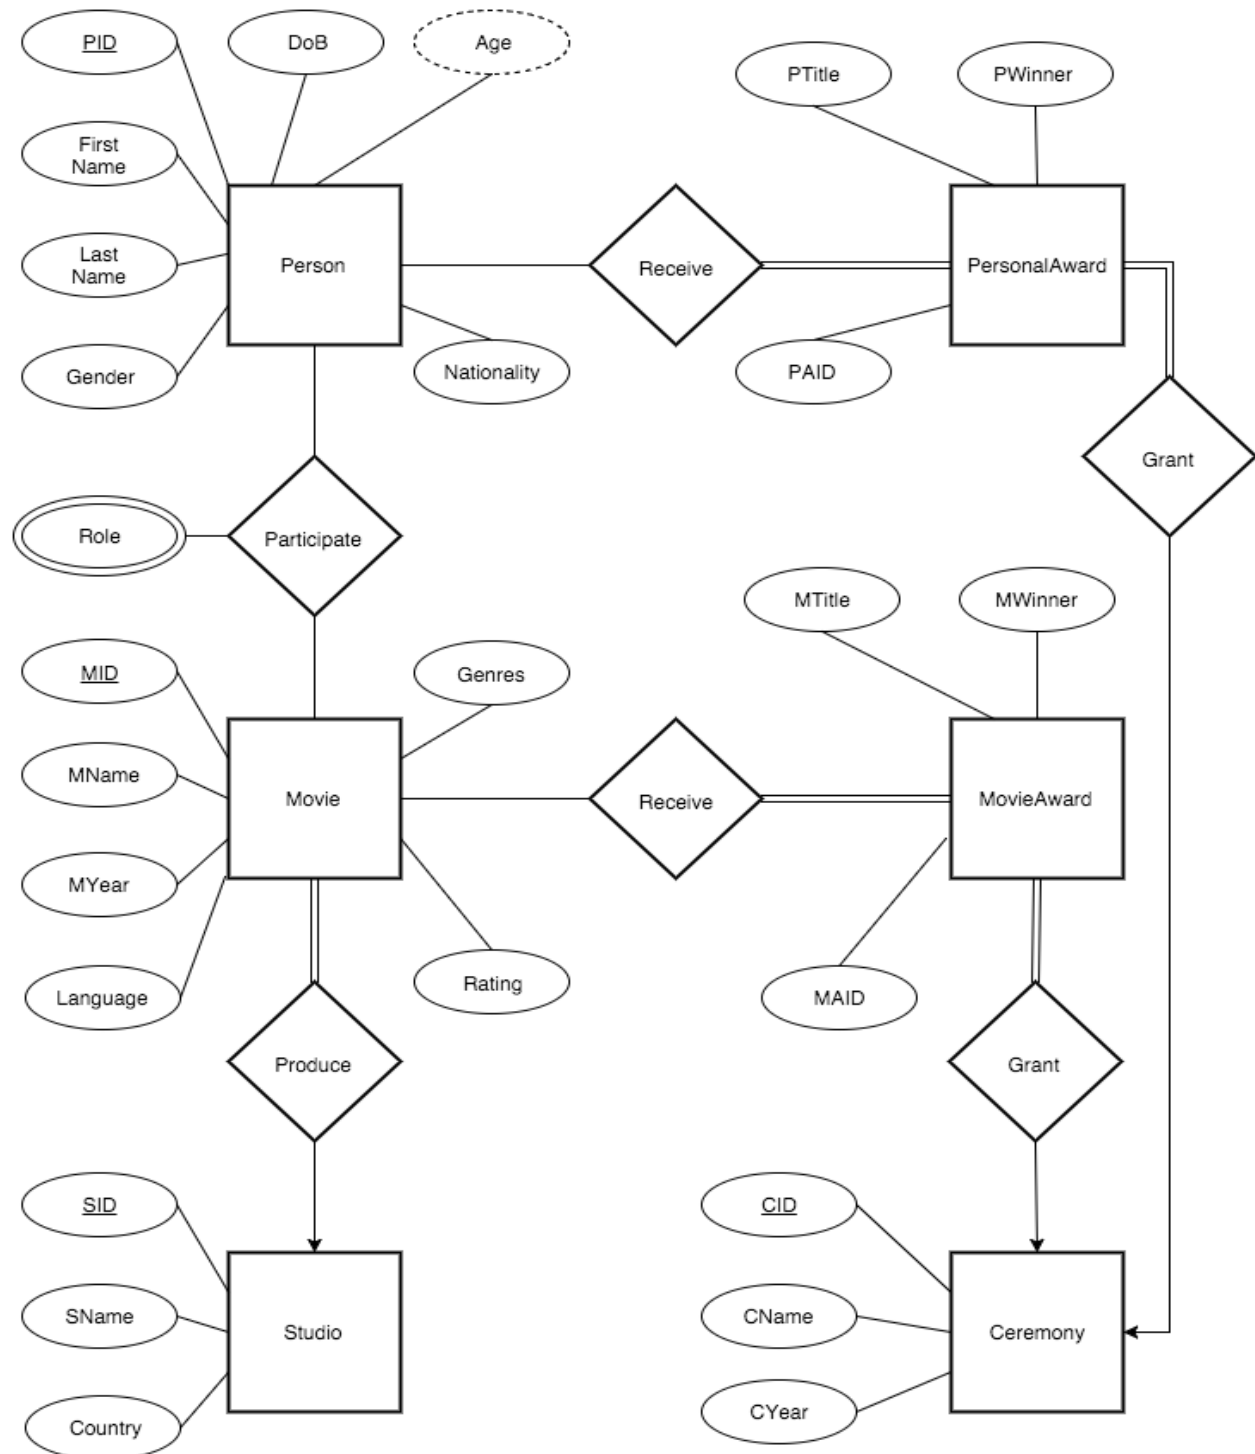 PID
DoB
Age
PTitle
PWinner
First
Name
Last
Name
Person
Receive
PersonalAward
Gender
Nationality
PAID
Grant
Role
Participate
MTitle
MWinner
MID
Genres
MName
Movie
Receive
MovieAward
MYear
Language
Rating
MAID
Produce
Grant
SID
CID
SName
Studio
CName
Ceremony
Country
CYear